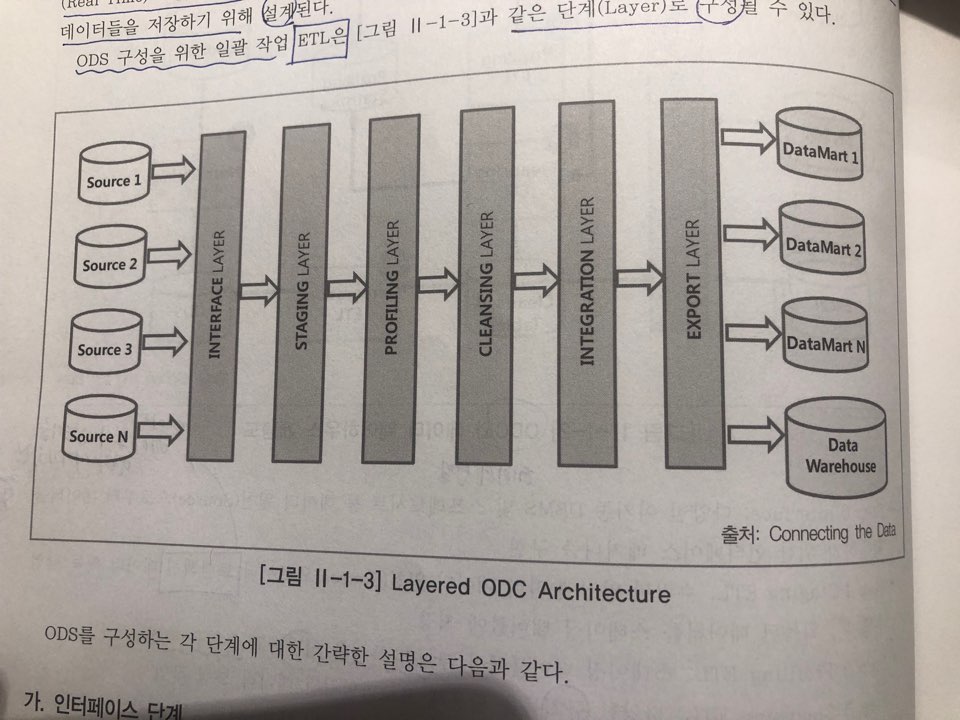 (Real Time)
데이터들을 저장하기 위해 설계된다.
ODS 구성을 위한 일괄 작업 ETL은 [그림 Ⅱ-1-3]과 같은 단계(Layer)로 구성될 수 있다.
Source 1
Source 2
Source 3
Source N
INTERFACE LAYER
STAGING LAYER
PROFILING LAYER
CLEANSING LAYER
INTEGRATION LAYER
EXPORT LAYER
DataMart 1
DataMart 2
DataMart N
Data
Warehouse
출처: Connecting the Data
[그림 Ⅱ-1-3] Layered ODC Architecture
ODS를 구성하는 각 단계에 대한 간략한 설명은 다음과 같다.
가. 인터페이스 단계